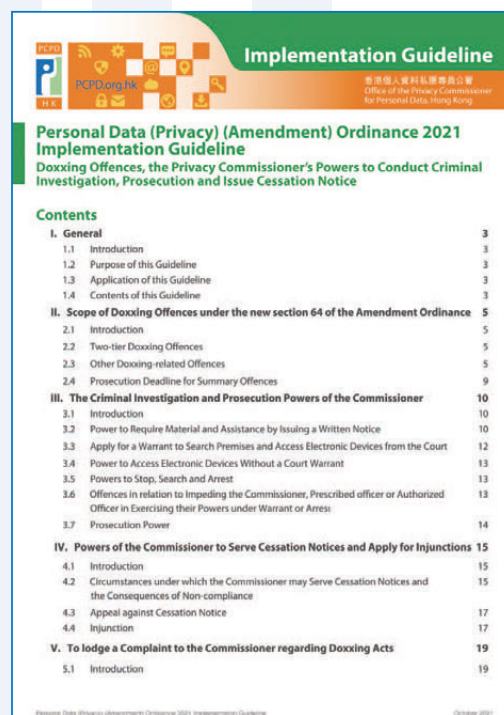 PCPD
HK
PCPD.org.hk
Implementation Guideline
香港個人資料私隱專員公署
Office of the Privacy Commissioner
for Personal Data, Hong Kong
Personal Data (Privacy) (Amendment) Ordinance 2021
Implementation Guideline
Doxxing Offences, the Privacy Commissioner's Powers to Conduct Criminal
Investigation, Prosecution and Issue Cessation Notice
Contents
I. General 3
1.1 Introduction 3
1.2 Purpose of this Guideline 3
1.3 Application of this Guideline 3
1.4 Contents of this Guideline 3
II. Scope of Doxxing Offences under the new section 64 of the Amendment Ordinance 5
2.1 Introduction 5
2.2 Two-tier Doxxing Offences 5
2.3 Other Doxxing-related Offences 5
2.4 Prosecution Deadline for Summary Offences 9
III. The Criminal Investigation and Prosecution Powers of the Commissioner 10
3.1 Introduction 10
3.2 Power to Require Material and Assistance by Issuing a Written Notice 10
3.3 Apply for a Warrant to Search Premises and Access Electronic Devices from the Court 12
3.4 Power to Access Electronic Devices Without a Court Warrant 13
3.5 Powers to Stop, Search and Arrest 13
3.6 Offences in relation to Impeding the Commissioner, Prescribed officer or Authorized 13
Officer in Exercising their Powers under Warrant or Arrest
3.7 Prosecution Power 14
IV. Powers of the Commissioner to Serve Cessation Notices and Apply for Injunctions 15
4.1 Introduction 15
4.2 Circumstances under which the Commissioner may Serve Cessation Notices and 15
the Consequences of Non-compliance
4.3 Appeal against Cessation Notice 17
4.4 Injunction 17
V. To lodge a Complaint to the Commissioner regarding Doxxing Acts 19
5.1 Introduction 19
Personal Data (Privacy) (Amendment) Ordinance 2021 Implementation Guideline
October 2021